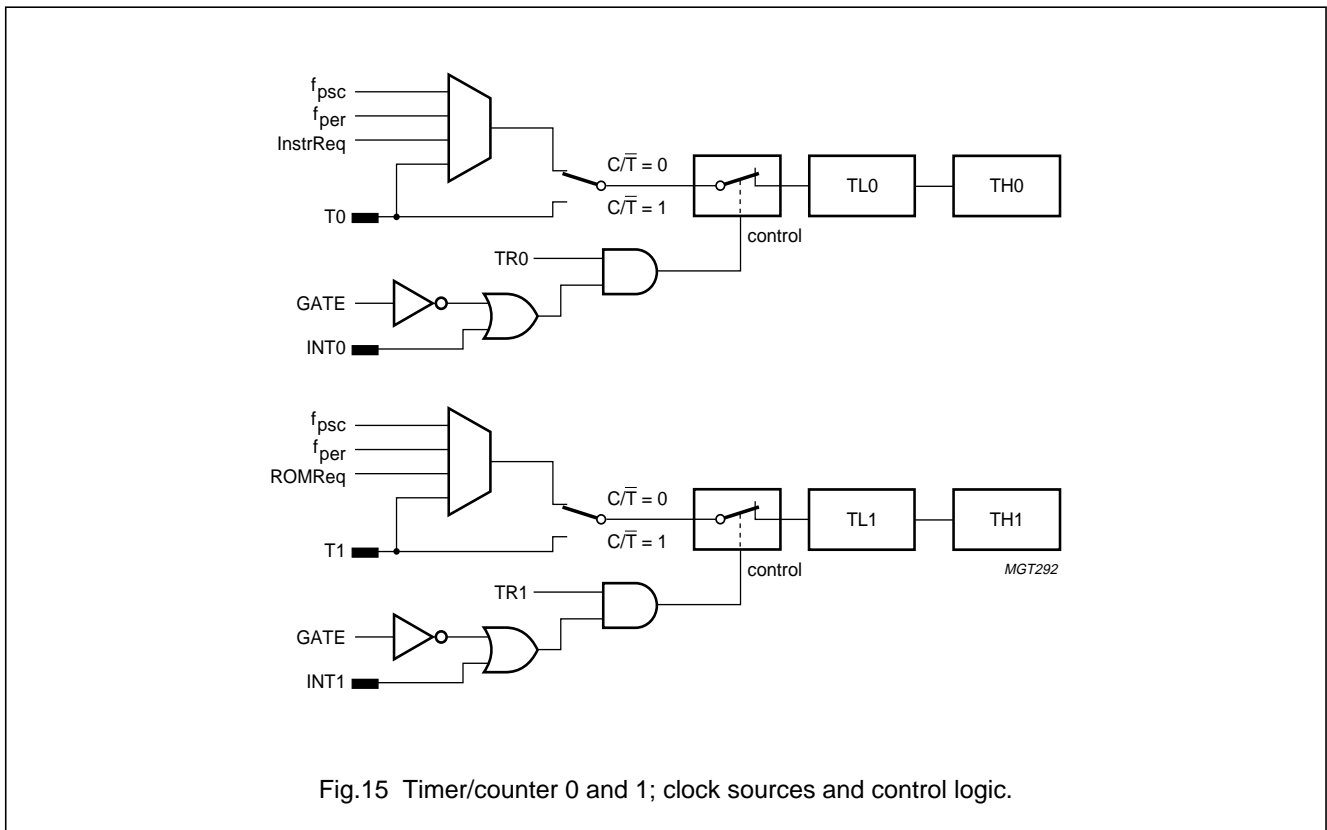 fpsc
fper
InstrReq
T0
C/T̅ = 0
C/T̅ = 1
TL0
TH0
control
TR0
GATE
INT0
fpsc
fper
ROMReq
T1
C/T̅ = 0
C/T̅ = 1
TL1
TH1
control
MGT292
TR1
GATE
INT1
Fig.15 Timer/counter 0 and 1; clock sources and control logic.